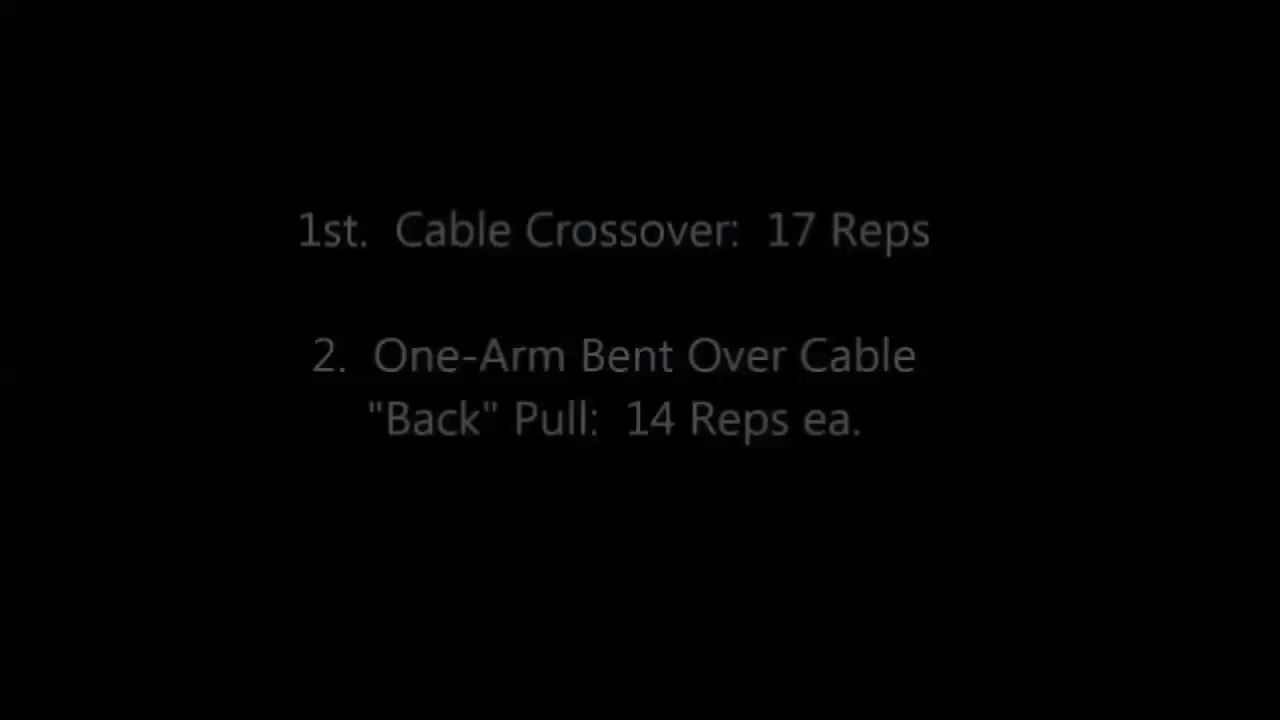 1st.  Cable Crossover:  17 Reps
2.  One-Arm Bent Over Cable
"Back" Pull:  14 Reps ea.